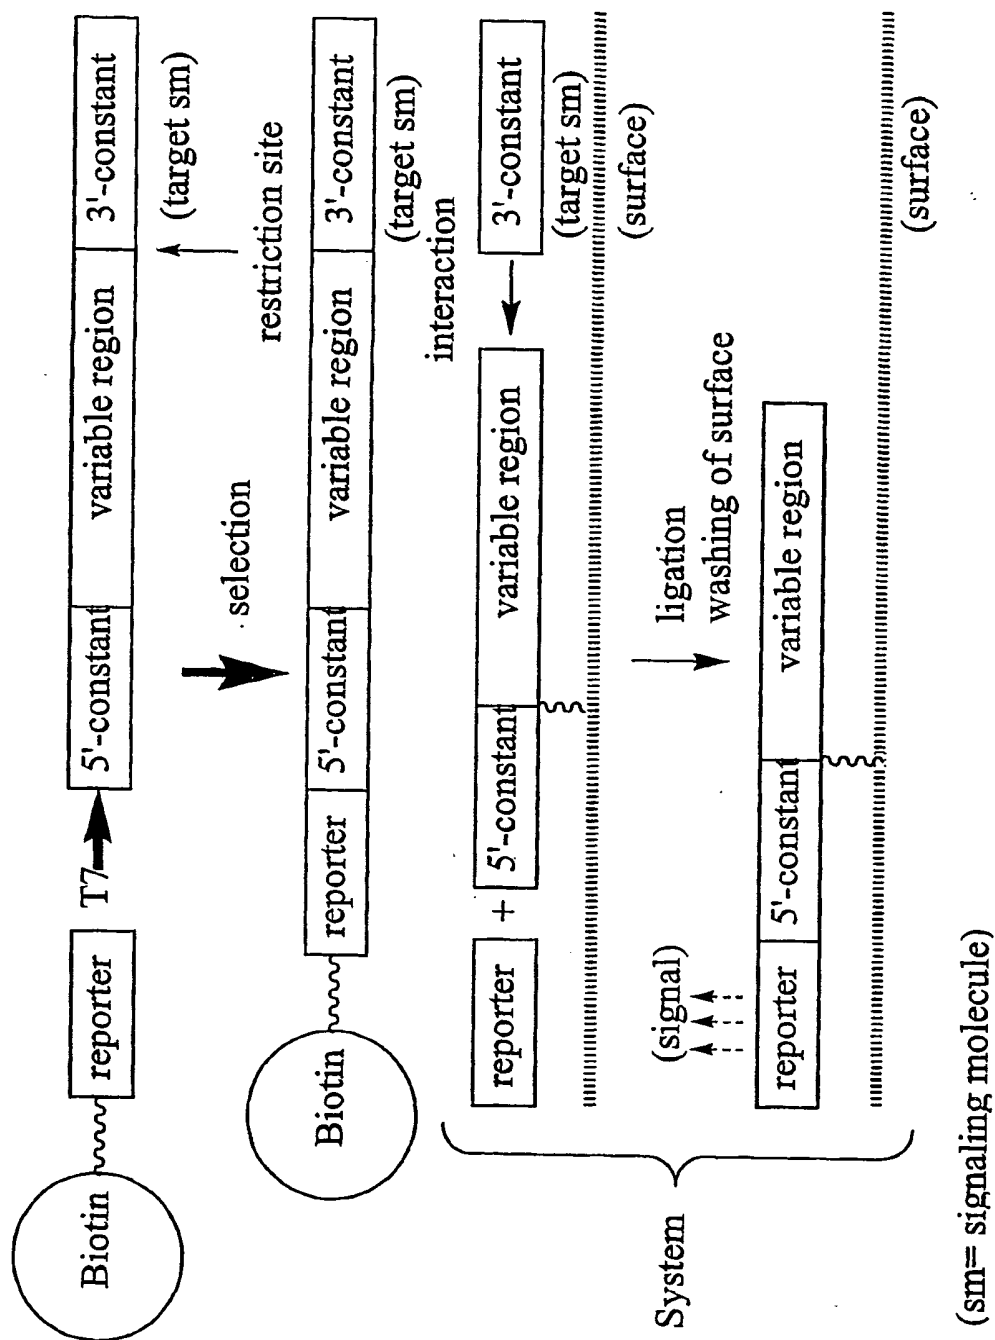 Biotin
reporter
T7
5'-constant
variable region
3'-constant
(target sm)
restriction site
selection
Biotin
reporter
5'-constant
variable region
3'-constant
(target sm)
interaction
System
reporter
+
5'-constant
variable region
3'-constant
(target sm)
(surface)
ligation
washing of surface
(signal)
reporter
5'-constant
variable region
(surface)
(sm= signaling molecule)